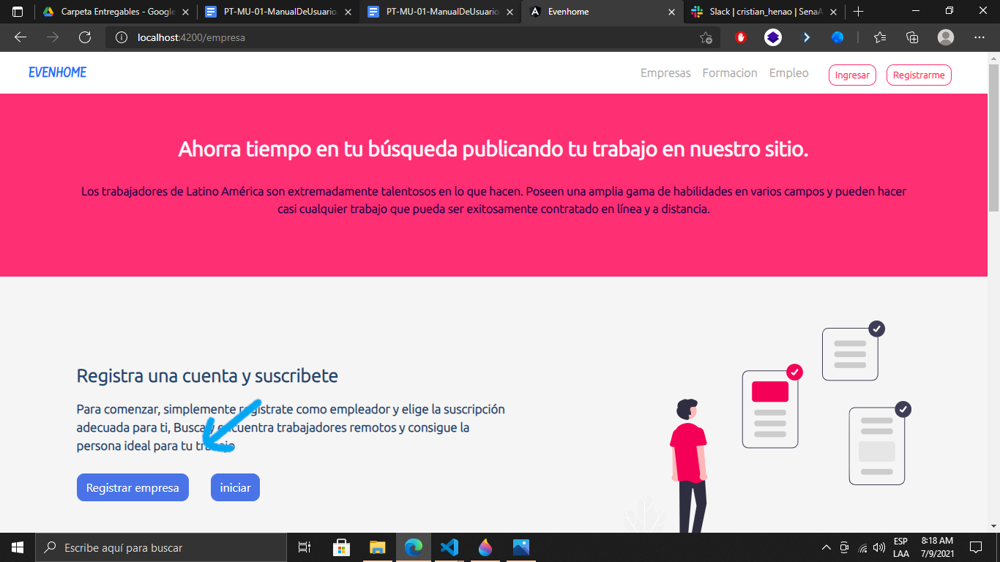 Carpeta Entregables - Google
PT-MU-01-ManualDeUsuario.
PT-MU-01-ManualDeUsuario.
Evenhome
Slack | cristian_henao | SenaA
localhost:4200/empresa
EVENHOME
Empresas
Formacion
Empleo
Ingresar
Registrarme
Ahorra tiempo en tu búsqueda publicando tu trabajo en nuestro sitio.
Los trabajadores de Latino América son extremadamente talentosos en lo que hacen. Poseen una amplia gama de habilidades en varios campos y pueden hacer
casi cualquier trabajo que pueda ser exitosamente contratado en línea y a distancia.
Registra una cuenta y suscribete
Para comenzar, simplemente registrate como empleador y elige la suscripción
adecuada para ti, Busca y encuentra trabajadores remotos y consigue la
persona ideal para tu trabajo
Registrar empresa
iniciar
Escribe aquí para buscar
ESP
LAA
8:18 AM
7/9/2021